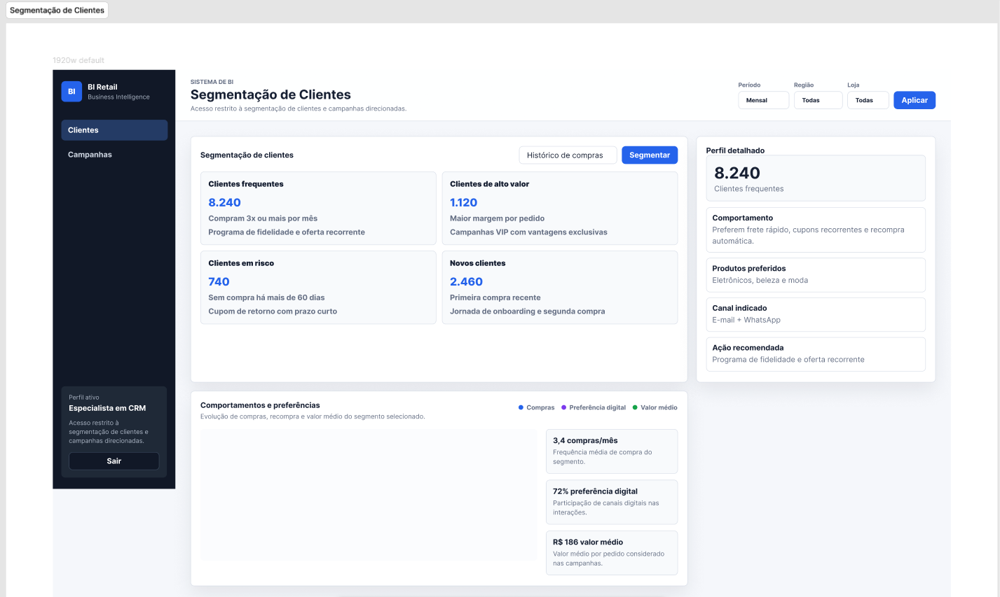 Segmentação de Clientes
1920w default
BI
BI Retail
Business Intelligence
Clientes
Campanhas
Perfil ativo
Especialista em CRM
Acesso restrito à
segmentação de clientes e
campanhas direcionadas.
Sair
SISTEMA DE BI
Segmentação de Clientes
Acesso restrito à segmentação de clientes e campanhas direcionadas.
Período
Mensal
Região
Todas
Loja
Todas
Aplicar
Segmentação de clientes
Histórico de compras
Segmentar
Clientes frequentes
8.240
Compram 3x ou mais por mês
Programa de fidelidade e oferta recorrente
Clientes de alto valor
1.120
Maior margem por pedido
Campanhas VIP com vantagens exclusivas
Clientes em risco
740
Sem compra há mais de 60 dias
Cupom de retorno com prazo curto
Novos clientes
2.460
Primeira compra recente
Jornada de onboarding e segunda compra
Perfil detalhado
8.240
Clientes frequentes
Comportamento
Preferem frete rápido, cupons recorrentes e recompra
automática.
Produtos preferidos
Eletrônicos, beleza e moda
Canal indicado
E-mail + WhatsApp
Ação recomendada
Programa de fidelidade e oferta recorrente
Comportamentos e preferências
Evolução de compras, recompra e valor médio do segmento selecionado.
Compras
Preferência digital
Valor médio
3,4 compras/mês
Frequência média de compra do
segmento.
72% preferência digital
Participação de canais digitais nas
interações.
R$ 186 valor médio
Valor médio por pedido considerado
nas campanhas.